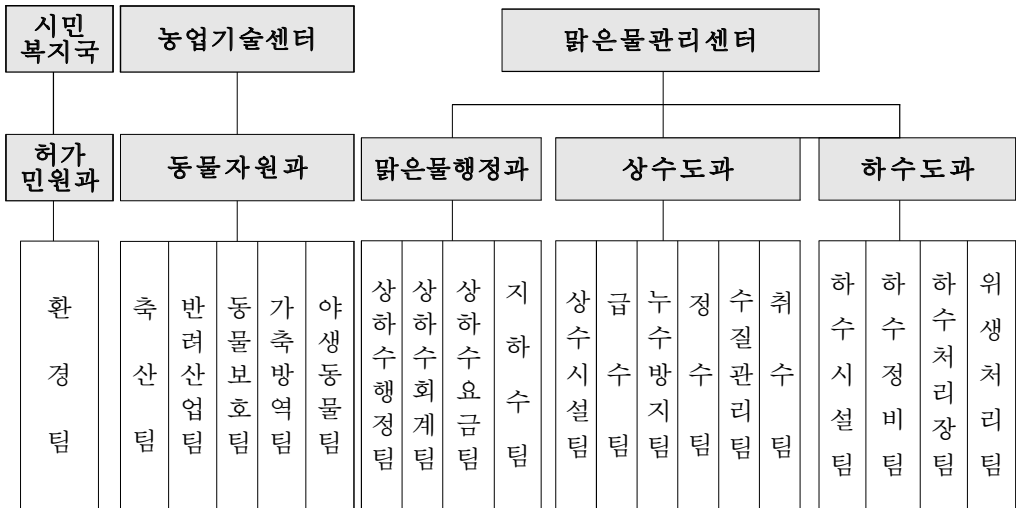 시민
복지국
농업기술센터
맑은물관리센터
허가
민원과
동물자원과
맑은물행정과
상수도과
하수도과
환경팀
축산팀
반려산업팀
동물보호팀
가축방역팀
야생동물팀
상하수행정팀
상하수회계팀
상하수요금팀
지하수팀
상수시설팀
급수팀
누수방지팀
정수팀
수질관리팀
취수팀
하수시설팀
하수정비팀
하수처리장팀
위생처리팀